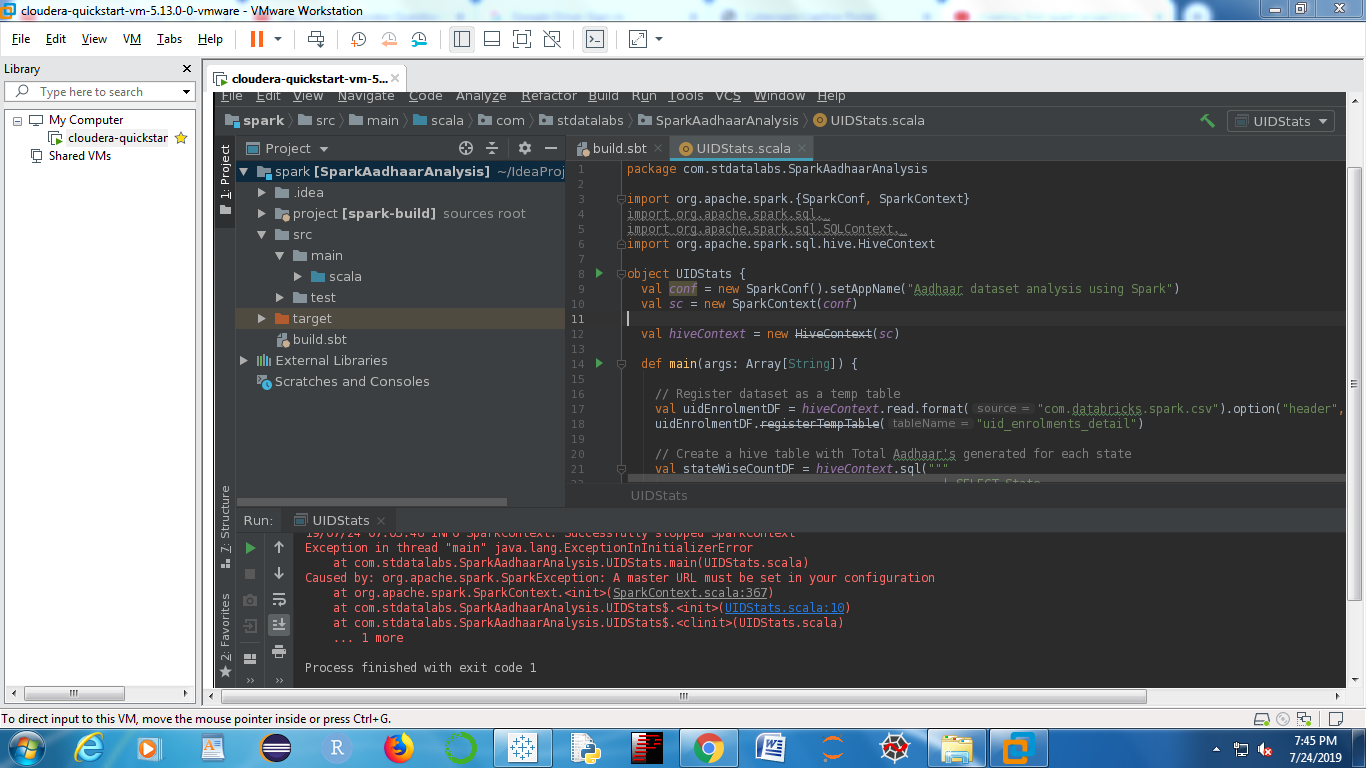 cloudera-quickstart-vm-5.13.0-0-vmware - VMware Workstation
File Edit View VM Tabs Help
Library
Type here to search
My Computer
cloudera-quickstar
Shared VMs
cloudera-quickstart-vm-5...
File Edit View Navigate Code Analyze Refactor Build Run Tools VCS Window Help
spark src main scala com stdatalabs SparkAadhaarAnalysis UIDStats.scala
UIDStats
1: Project
Project
spark [SparkAadhaarAnalysis] ~/IdeaProj
.idea
project [spark-build] sources root
src
main
scala
test
target
build.sbt
External Libraries
Scratches and Consoles
7: Structure
2: Favorites
build.sbt UIDStats.scala
1 package com.stdatalabs.SparkAadhaarAnalysis
2
3 import org.apache.spark.{SparkConf, SparkContext}
4 import org.apache.spark.sql._
5 import org.apache.spark.sql.SQLContext._
6 import org.apache.spark.sql.hive.HiveContext
7
8 object UIDStats {
9 val conf = new SparkConf().setAppName("Aadhaar dataset analysis using Spark")
10 val sc = new SparkContext(conf)
11
12 val hiveContext = new HiveContext(sc)
13
14 def main(args: Array[String]) {
15
16 // Register dataset as a temp table
17 val uidEnrolmentDF = hiveContext.read.format( source = "com.databricks.spark.csv").option("header",
18 uidEnrolmentDF.registerTempTable( tableName = "uid_enrolments_detail")
19
20 // Create a hive table with Total Aadhaar's generated for each state
21 val stateWiseCountDF = hiveContext.sql("""
| SELECT State
UIDStats
Run: UIDStats
19/07/24 07:03:46 INFO SparkContext: Successfully stopped SparkContext
Exception in thread "main" java.lang.ExceptionInInitializerError
at com.stdatalabs.SparkAadhaarAnalysis.UIDStats.main(UIDStats.scala)
Caused by: org.apache.spark.SparkException: A master URL must be set in your configuration
at org.apache.spark.SparkContext.<init>(SparkContext.scala:367)
at com.stdatalabs.SparkAadhaarAnalysis.UIDStats$.<init>(UIDStats.scala:10)
at com.stdatalabs.SparkAadhaarAnalysis.UIDStats$.<clinit>(UIDStats.scala)
... 1 more
Process finished with exit code 1
To direct input to this VM, move the mouse pointer inside or press Ctrl+G.
7:45 PM
7/24/2019